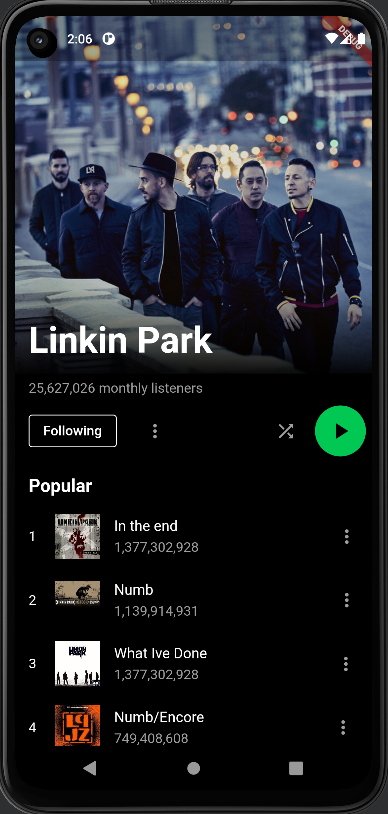 2:06
DEBUG
Linkin Park
25,627,026 monthly listeners
Following
Popular
1
In the end
1,377,302,928
2
Numb
1,139,914,931
3
What Ive Done
1,377,302,928
4
Numb/Encore
749,408,608